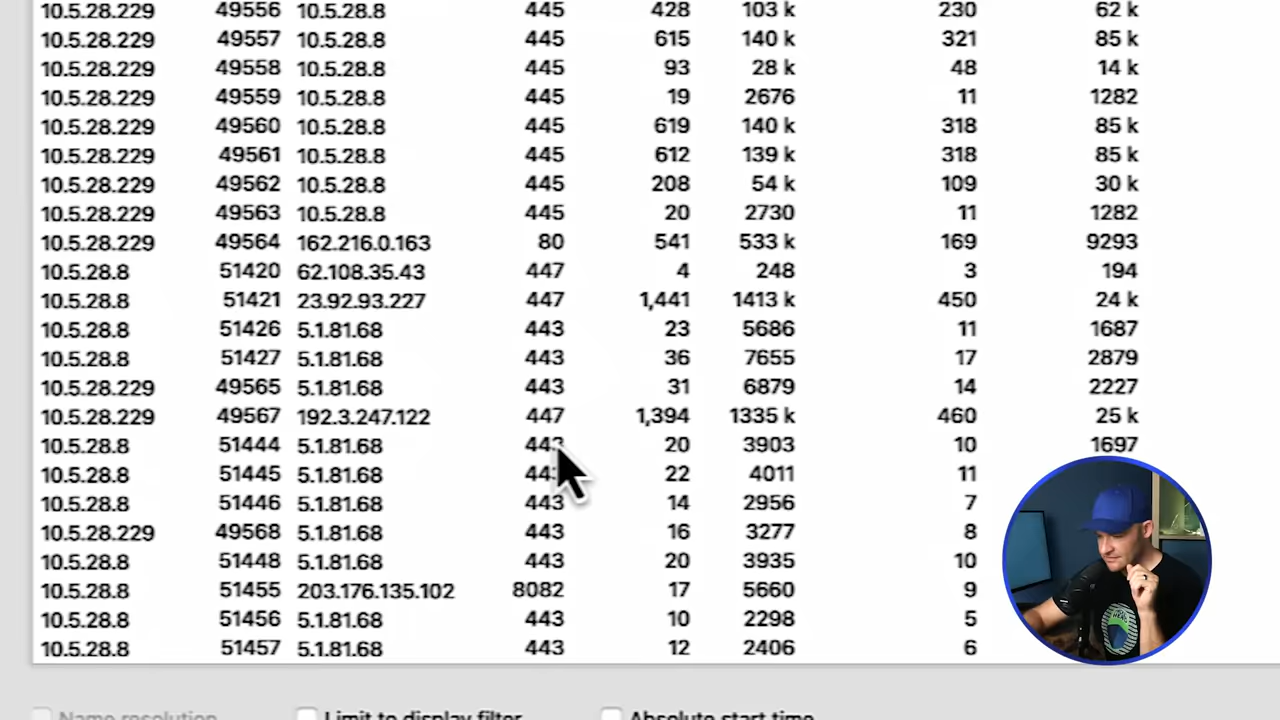 10.5.28.229 49556 10.5.28.8 445 428 103 k 230 62 k
10.5.28.229 49557 10.5.28.8 445 615 140 k 321 85 k
10.5.28.229 49558 10.5.28.8 445 93 28 k 48 14 k
10.5.28.229 49559 10.5.28.8 445 19 2676 11 1282
10.5.28.229 49560 10.5.28.8 445 619 140 k 318 85 k
10.5.28.229 49561 10.5.28.8 445 612 139 k 318 85 k
10.5.28.229 49562 10.5.28.8 445 208 54 k 109 30 k
10.5.28.229 49563 10.5.28.8 445 20 2730 11 1282
10.5.28.229 49564 162.216.0.163 80 541 533 k 169 9293
10.5.28.8 51420 62.108.35.43 447 4 248 3 194
10.5.28.8 51421 23.92.93.227 447 1,441 1413 k 450 24 k
10.5.28.8 51426 5.1.81.68 443 23 5686 11 1687
10.5.28.8 51427 5.1.81.68 443 36 7655 17 2879
10.5.28.229 49565 5.1.81.68 443 31 6879 14 2227
10.5.28.229 49567 192.3.247.122 447 1,394 1335 k 460 25 k
10.5.28.8 51444 5.1.81.68 443 20 3903 10 1697
10.5.28.8 51445 5.1.81.68 443 22 4011 11
10.5.28.8 51446 5.1.81.68 443 14 2956 7
10.5.28.229 49568 5.1.81.68 443 16 3277 8
10.5.28.8 51448 5.1.81.68 443 20 3935 10
10.5.28.8 51455 203.176.135.102 8082 17 5660 9
10.5.28.8 51456 5.1.81.68 443 10 2298 5
10.5.28.8 51457 5.1.81.68 443 12 2406 6
Name resolution Limit to display filter Absolute start time